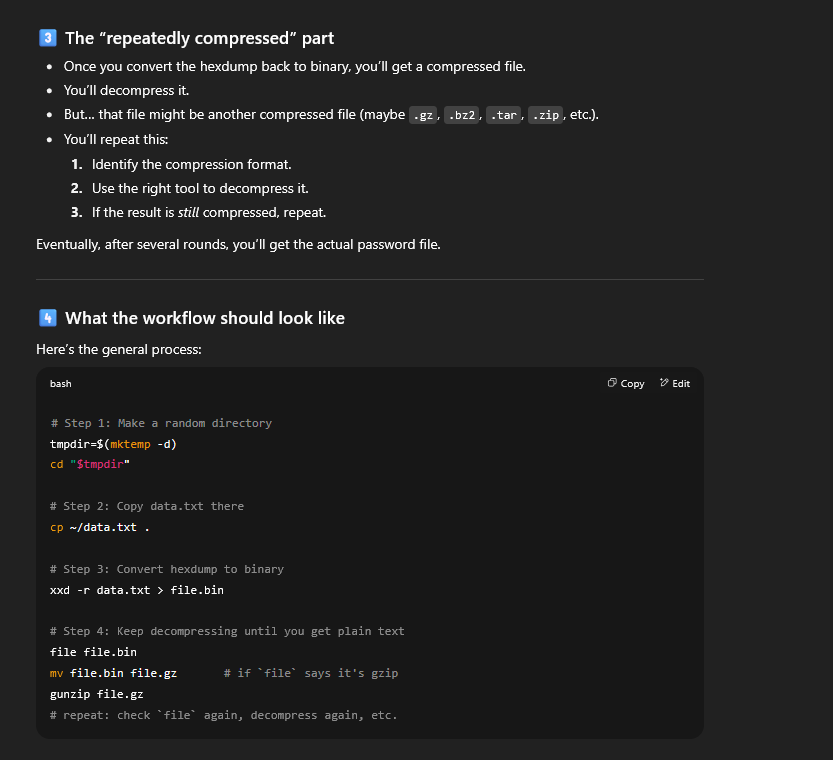 3 The “repeatedly compressed” part
• Once you convert the hexdump back to binary, you’ll get a compressed file.
• You’ll decompress it.
• But... that file might be another compressed file (maybe .gz, .bz2, .tar, .zip, etc.).
• You’ll repeat this:
1. Identify the compression format.
2. Use the right tool to decompress it.
3. If the result is still compressed, repeat.
Eventually, after several rounds, you’ll get the actual password file.
4 What the workflow should look like
Here’s the general process:
bash Copy Edit
# Step 1: Make a random directory
tmpdir=$(mktemp -d)
cd "$tmpdir"
# Step 2: Copy data.txt there
cp ~/data.txt .
# Step 3: Convert hexdump to binary
xxd -r data.txt > file.bin
# Step 4: Keep decompressing until you get plain text
file file.bin
mv file.bin file.gz # if `file` says it's gzip
gunzip file.gz
# repeat: check `file` again, decompress again, etc.